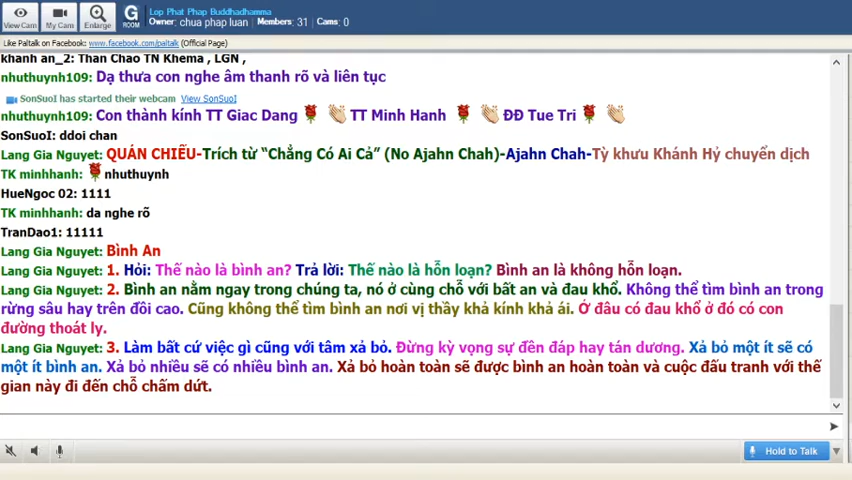 View Cam
My Cam
Enlarge
G
ROOM
Lop Phat Phap Buddhadhamma
Owner: chua phap luan Members: 31 Cams: 0
Like Paltalk on Facebook: www.facebook.com/paltalk (Official Page)
khanh an_2: Than Chao TN Khema , LGN ,
nhuthuynh109: Dạ thưa con nghe âm thanh rõ và liên tục
SonSuoI has started their webcam View SonSuoI
nhuthuynh109: Con thành kính TT Giac Dang TT Minh Hanh ĐĐ Tue Tri
SonSuoI: ddoi chan
Lang Gia Nguyet: QUÁN CHIẾU-Trích từ “Chẳng Có Ai Cả” (No Ajahn Chah)-Ajahn Chah-Tỳ khưu Khánh Hỷ chuyển dịch
TK minhhanh: nhuthuynh
HueNgoc 02: 1111
TK minhhanh: da nghe rõ
TranDao1: 11111
Lang Gia Nguyet: Bình An
Lang Gia Nguyet: 1. Hỏi: Thế nào là bình an? Trả lời: Thế nào là hỗn loạn? Bình an là không hỗn loạn.
Lang Gia Nguyet: 2. Bình an nằm ngay trong chúng ta, nó ở cùng chỗ với bất an và đau khổ. Không thể tìm bình an trong
rừng sâu hay trên đồi cao. Cũng không thể tìm bình an nơi vị thầy khả kính khả ái. Ở đâu có đau khổ ở đó có con
đường thoát ly.
Lang Gia Nguyet: 3. Làm bất cứ việc gì cũng với tâm xả bỏ. Đừng kỳ vọng sự đền đáp hay tán dương. Xả bỏ một ít sẽ có
một ít bình an. Xả bỏ nhiều sẽ có nhiều bình an. Xả bỏ hoàn toàn sẽ được bình an hoàn toàn và cuộc đấu tranh với thế
gian này đi đến chỗ chấm dứt.
Hold to Talk